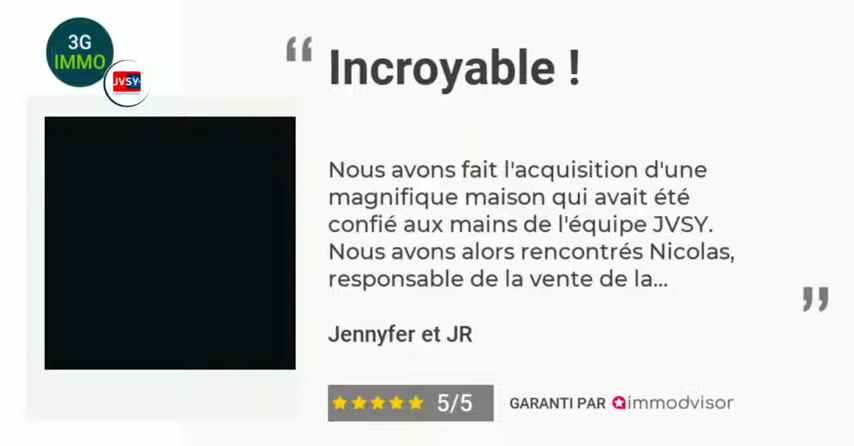 3G
IMMO
JVSY
“
Incroyable !
Nous avons fait l'acquisition d'une
magnifique maison qui avait été
confié aux mains de l'équipe JVSY.
Nous avons alors rencontrés Nicolas,
responsable de la vente de la...
”
Jennyfer et JR
5/5 GARANTI PAR immodvisor